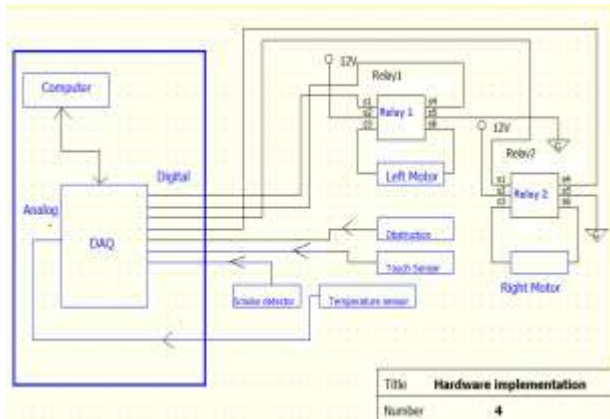 Computer
Digital
Analog
DAQ
12V
Relay1
Relay 1
Left Motor
12V
Relay2
Relay 2
Right Motor
Obstruction
Touch Sensor
Smoke detector
Temperature sensor
Title Hardware implementation
Number 4